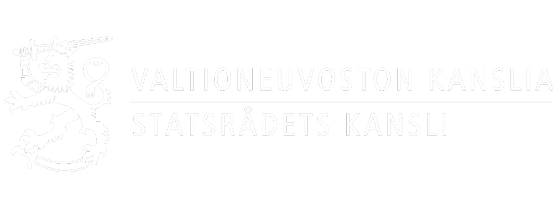 VALTIONEUVOSTON KANSLIA
STATSRÅDETS KANSLI